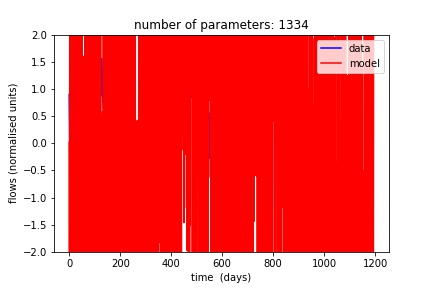 number of parameters: 1334
data
model
2.0
1.5
1.0
0.5
0.0
−0.5
−1.0
−1.5
−2.0
flows (normalised units)
0 200 400 600 800 1000 1200
time (days)